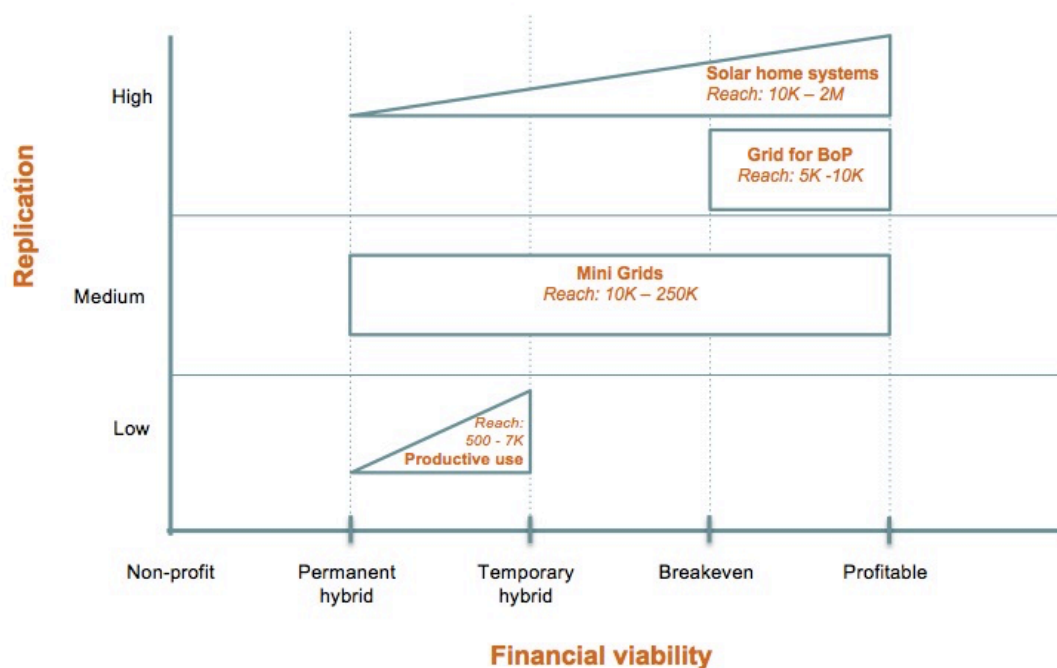 High
Solar home systems
Reach: 10K – 2M
Grid for BoP
Reach: 5K -10K
Replication
Mini Grids
Reach: 10K – 250K
Medium
Reach:
500 - 7K
Productive use
Low
Non-profit
Permanent
hybrid
Temporary
hybrid
Breakeven
Profitable
Financial viability